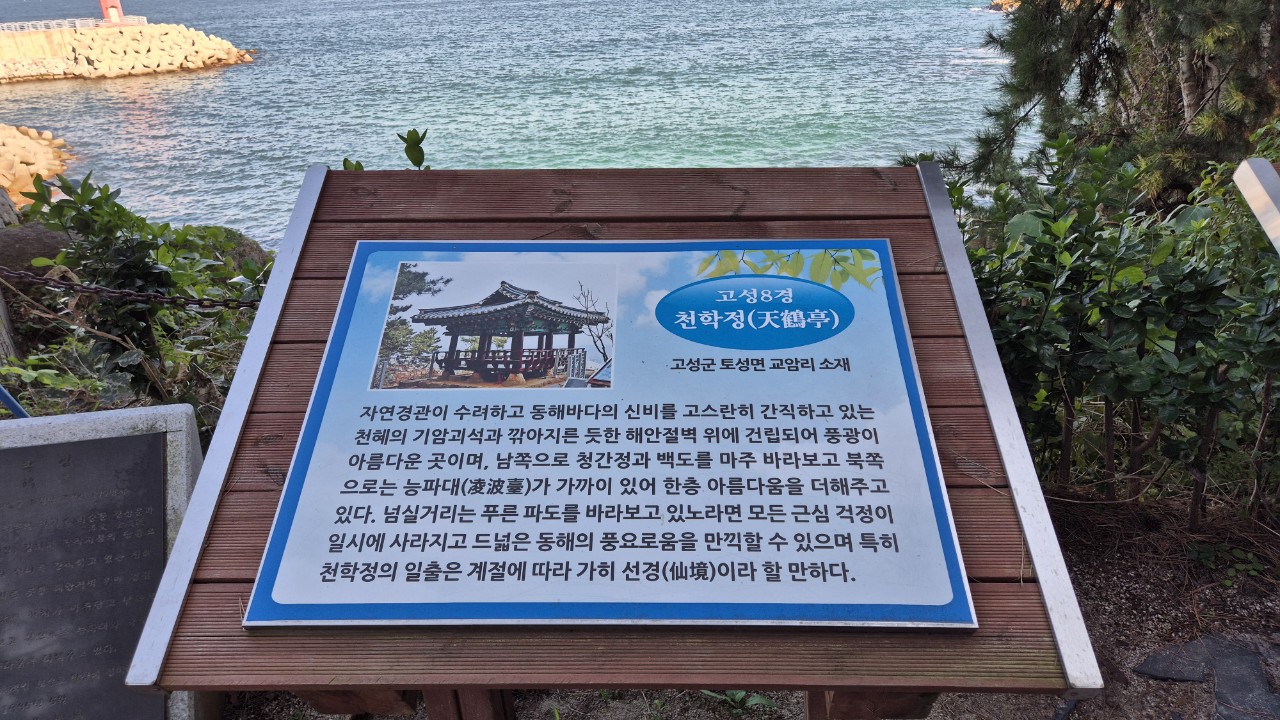 고성8경
천학정(天鶴亭)
고성군 토성면 교암리 소재
자연경관이 수려하고 동해바다의 신비를 고스란히 간직하고 있는
천혜의 기암괴석과 깎아지른 듯한 해안절벽 위에 건립되어 풍광이
아름다운 곳이며, 남쪽으로 청간정과 백도를 마주 바라보고 북쪽
으로는 능파대(凌波臺)가 가까이 있어 한층 아름다움을 더해주고
있다. 넘실거리는 푸른 파도를 바라보고 있노라면 모든 근심 걱정이
일시에 사라지고 드넓은 동해의 풍요로움을 만끽할 수 있으며 특히
천학정의 일출은 계절에 따라 가히 선경(仙境)이라 할 만하다.